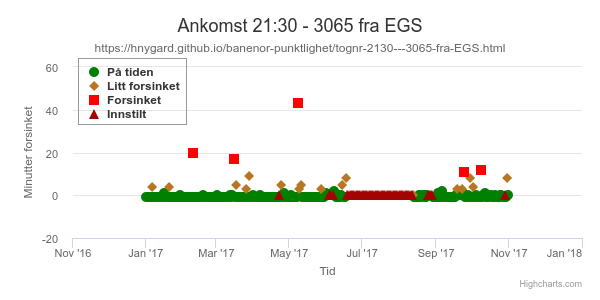 Ankomst 21:30 - 3065 fra EGS
https://hnygard.github.io/banenor-punktlighet/tognr-2130---3065-fra-EGS.html
Minutter forsinket
60
40
20
0
-20
På tiden
Litt forsinket
Forsinket
Innstilt
Nov '16 Jan '17 Mar '17 May '17 Jul '17 Sep '17 Nov '17 Jan '18
Tid
Highcharts.com